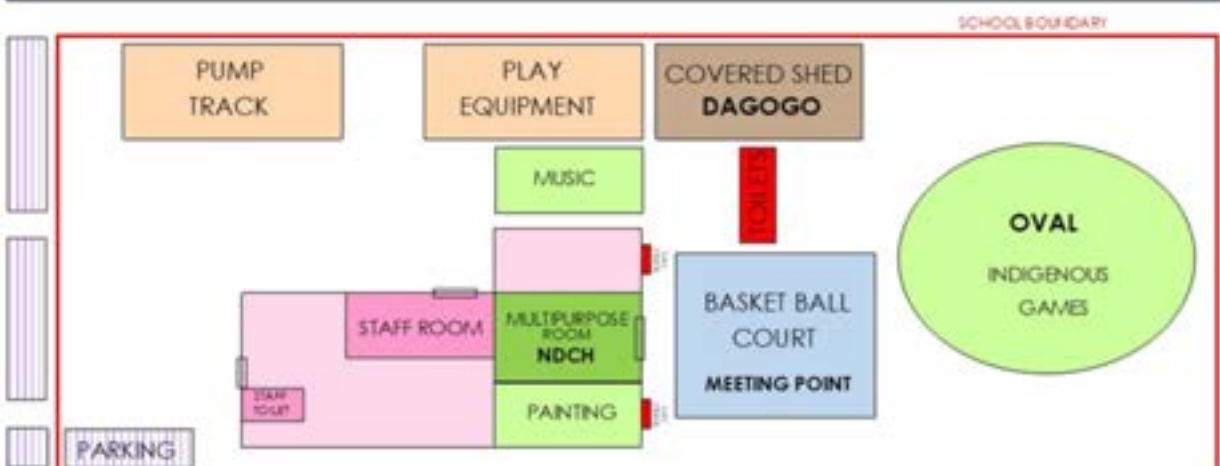 SCHOOL BOUNDARY
PUMP
TRACK
PLAY
EQUIPMENT
COVERED SHED
DAGOGO
MUSIC
TOILETS
OVAL
INDIGENOUS
GAMES
STAFF ROOM
MULTIPURPOSE
ROOM
NDCH
BASKET BALL
COURT
MEETING POINT
STAFF
TOILET
PAINTING
PARKING